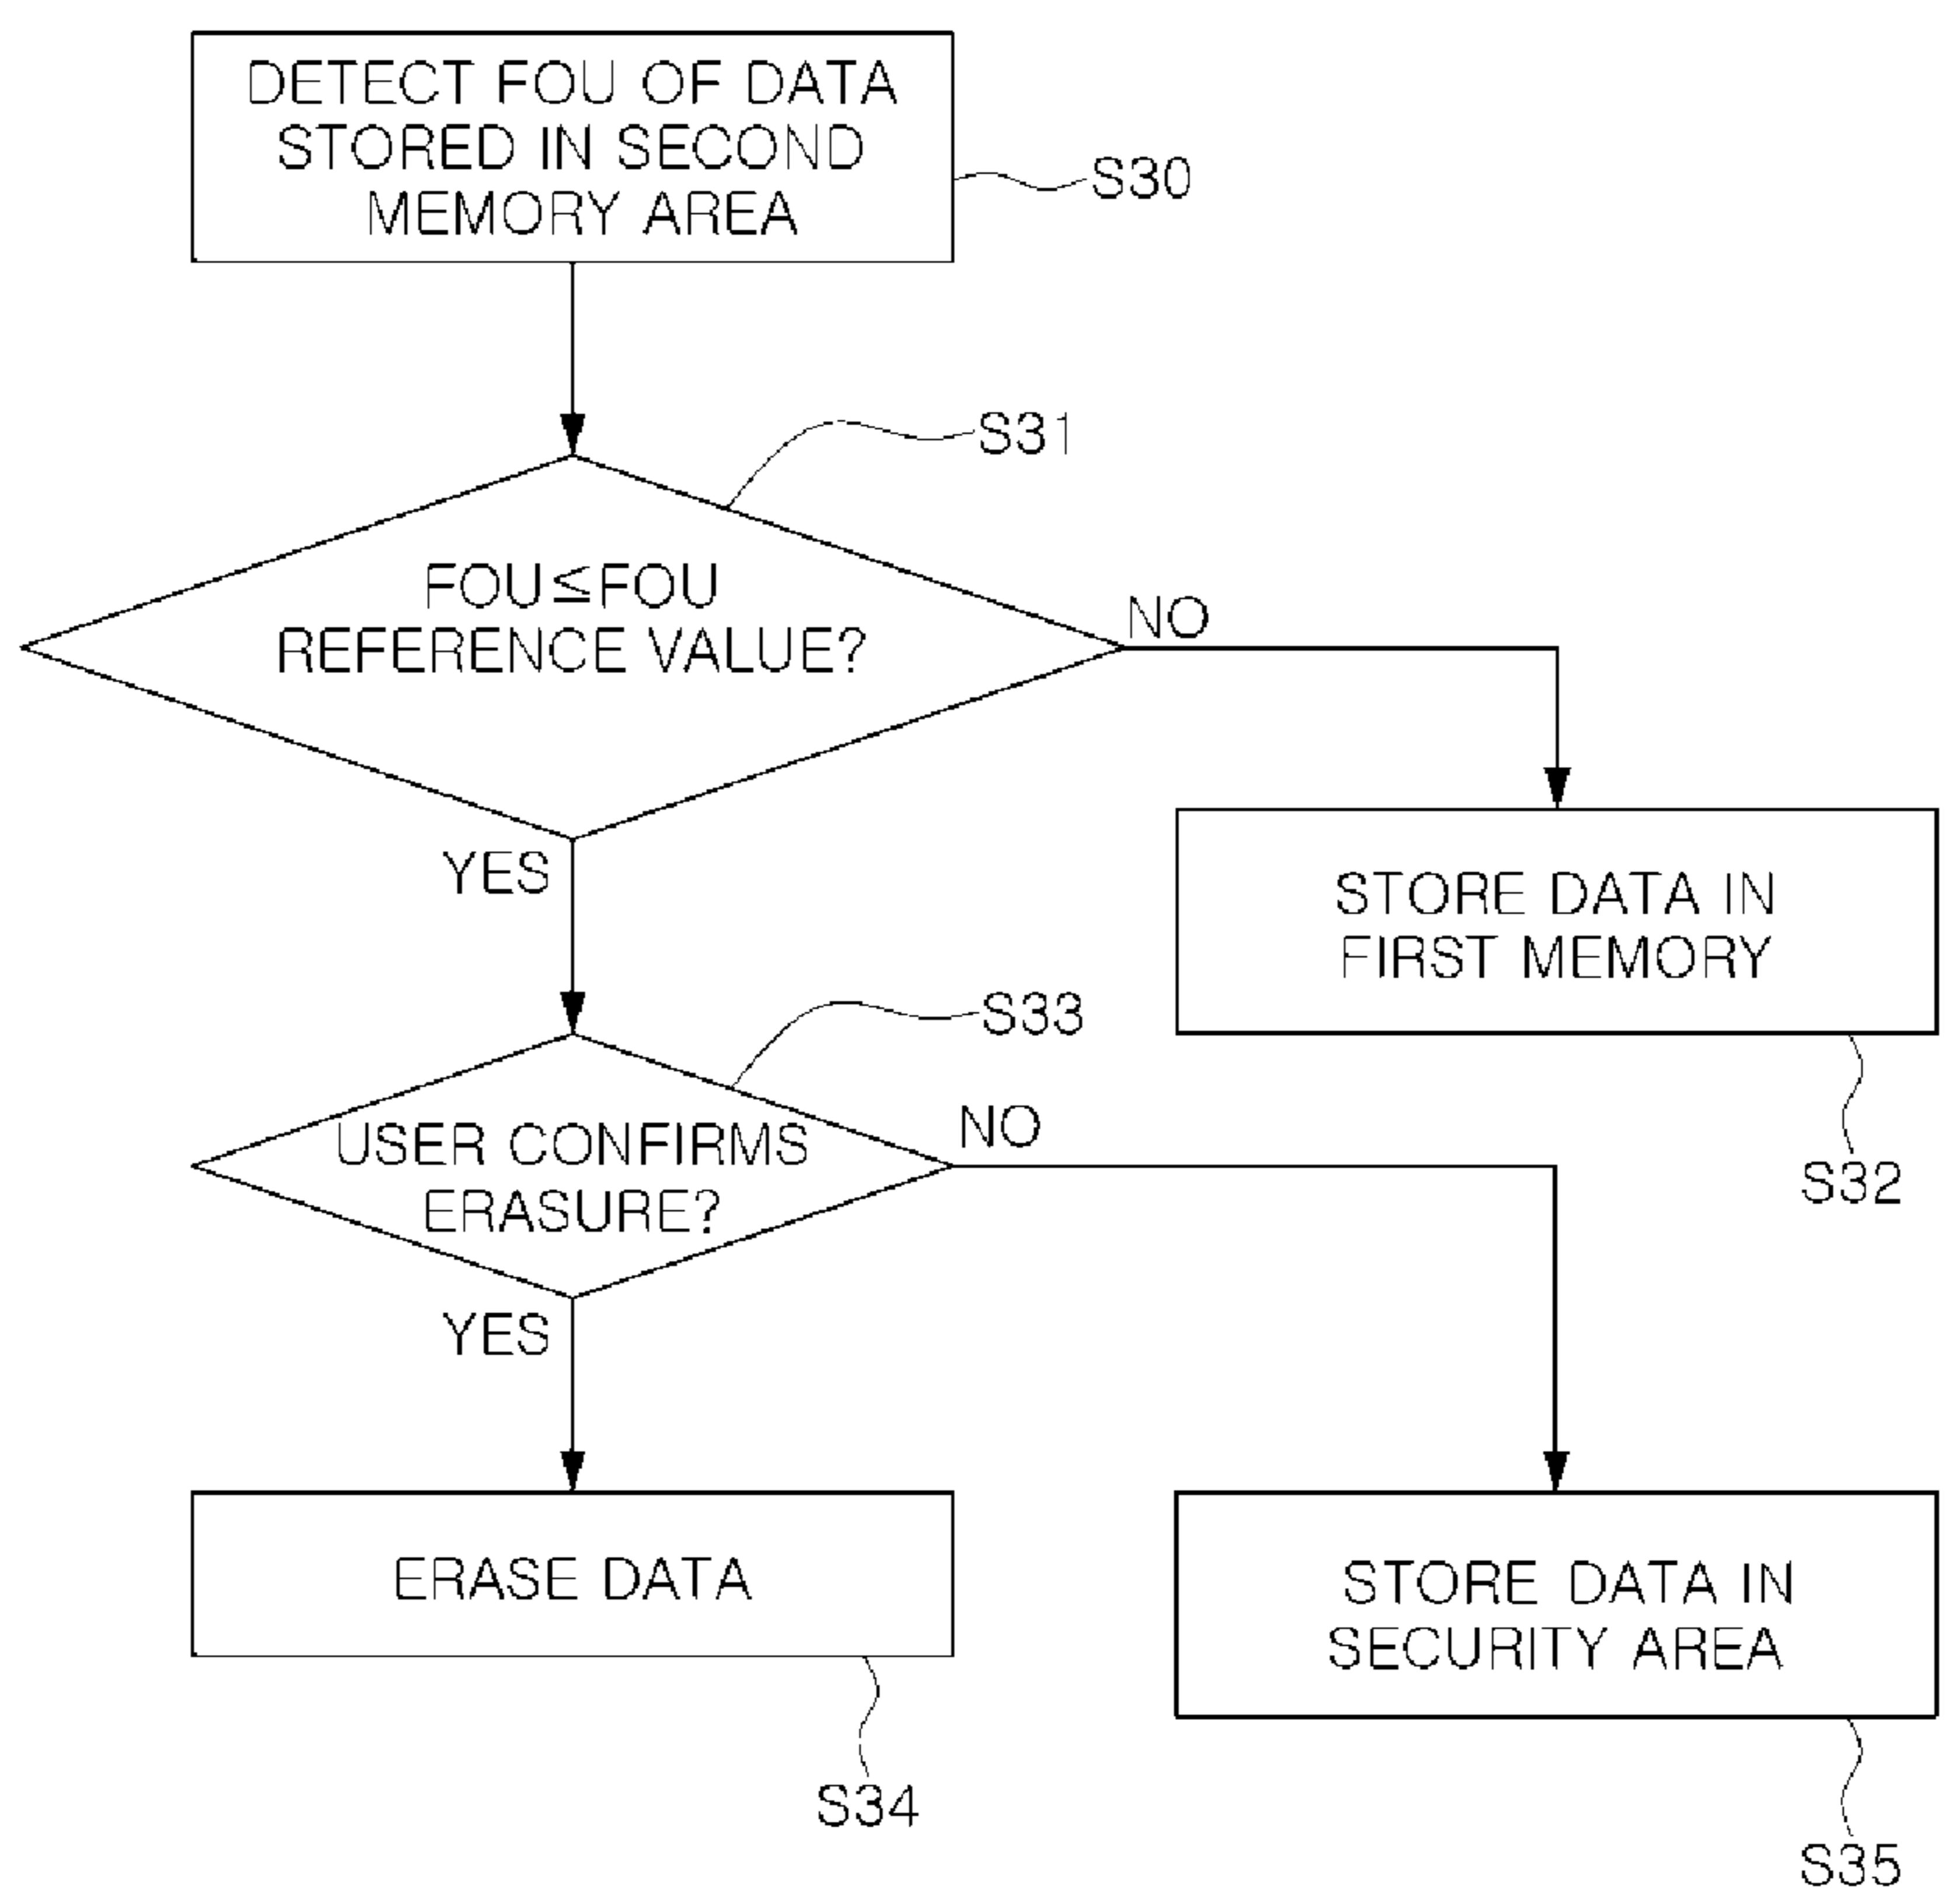 DETECT FOU OF DATA
STORED IN SECOND
MEMORY AREA
S30
S31
FOU≤FOU
REFERENCE VALUE?
NO
YES
STORE DATA IN
FIRST MEMORY
S32
S33
USER CONFIRMS
ERASURE?
NO
YES
ERASE DATA
S34
STORE DATA IN
SECURITY AREA
S35